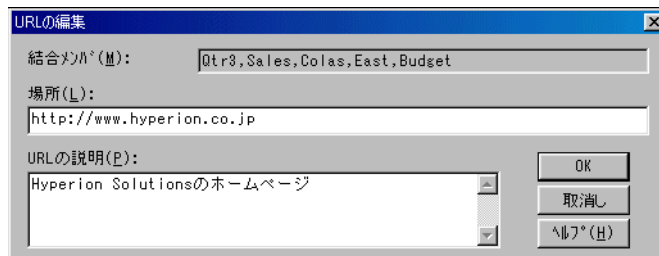 URLの編集
結合ﾒﾝﾊﾞ(M):
Qtr3,Sales,Colas,East,Budget
場所(L):
http://www.hyperion.co.jp
URLの説明(P):
Hyperion Solutionsのホームページ
OK
取消し
ﾍﾙﾌﾟ(H)